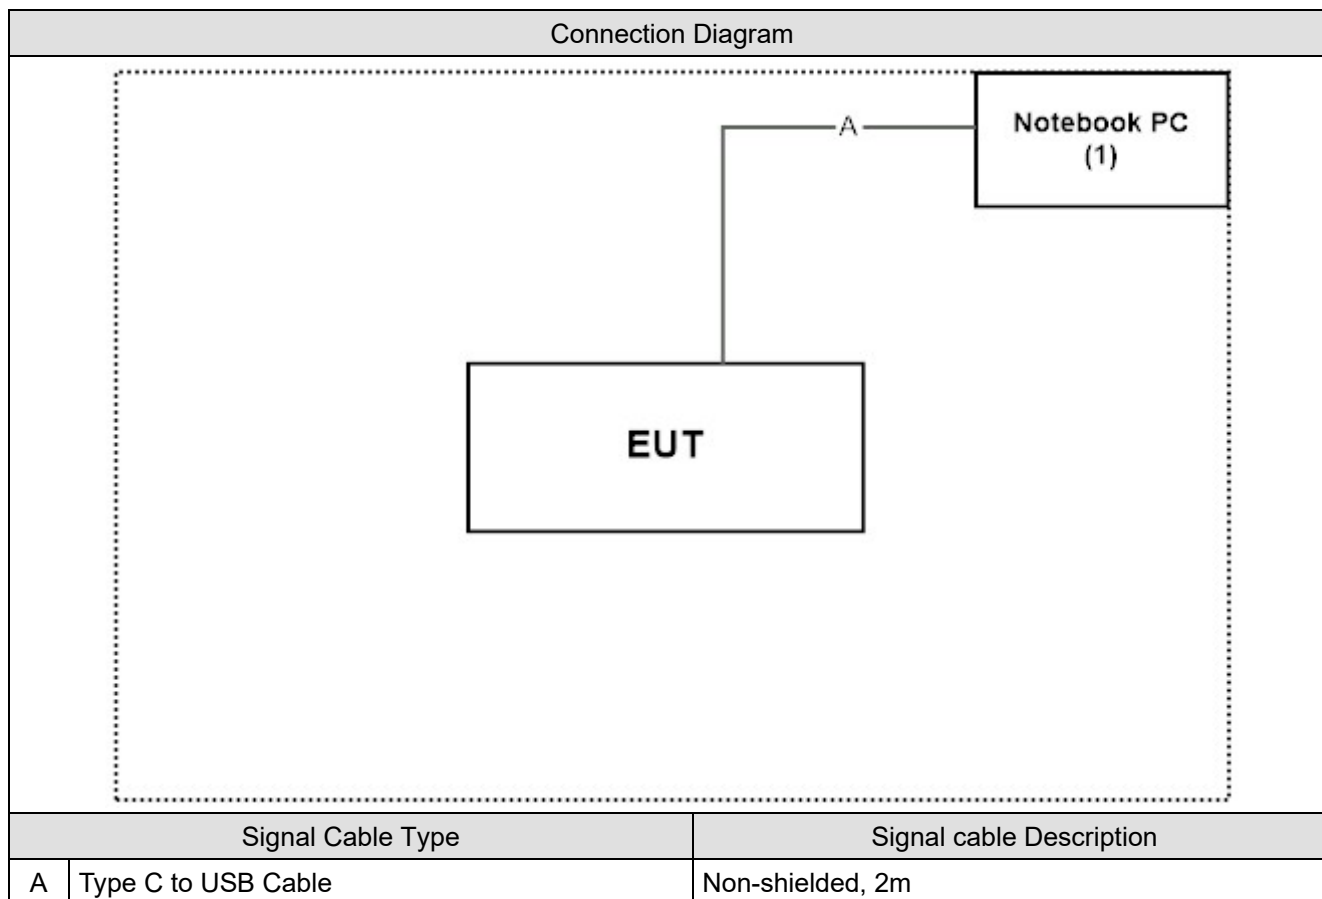 Connection Diagram
A
Notebook PC
(1)
EUT
Signal Cable Type Signal cable Description
A Type C to USB Cable Non-shielded, 2m